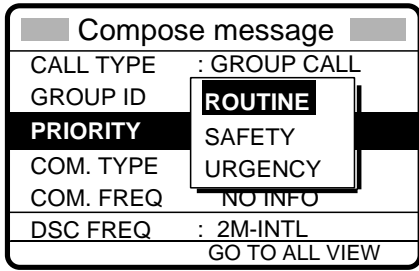 Compose message
CALL TYPE : GROUP CALL
GROUP ID
ROUTINE
PRIORITY
SAFETY
COM. TYPE
URGENCY
COM. FREQ NO INFO
DSC FREQ : 2M-INTL
GO TO ALL VIEW